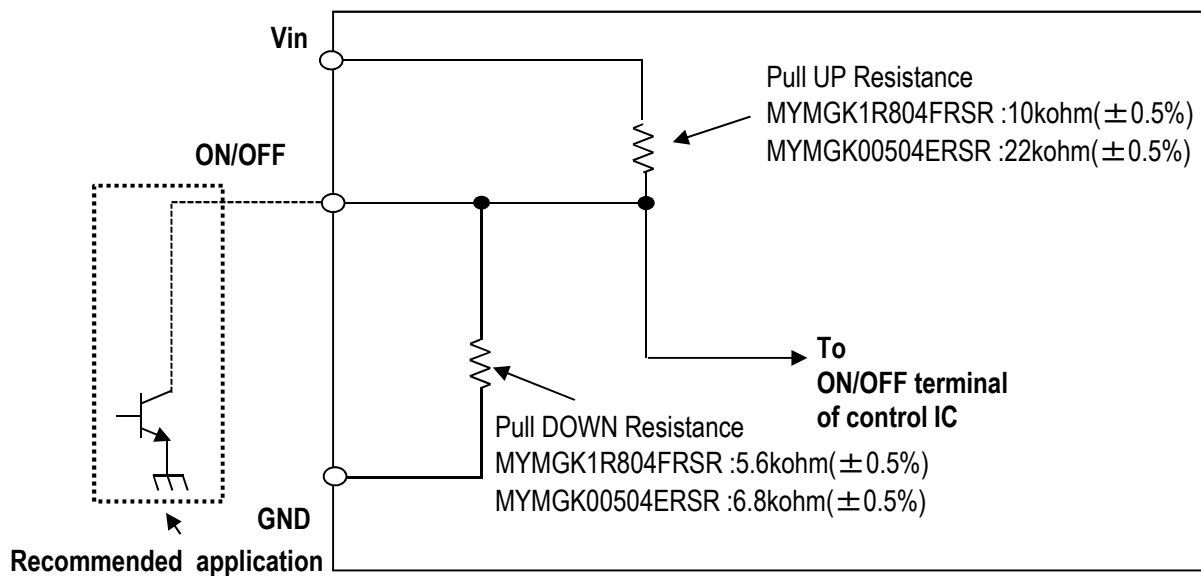 Vin
Pull UP Resistance
MYMGK1R804FRSR :10kohm(±0.5%)
MYMGK00504ERSR :22kohm(±0.5%)
ON/OFF
To
ON/OFF terminal
of control IC
Pull DOWN Resistance
MYMGK1R804FRSR :5.6kohm(±0.5%)
MYMGK00504ERSR :6.8kohm(±0.5%)
GND
Recommended application